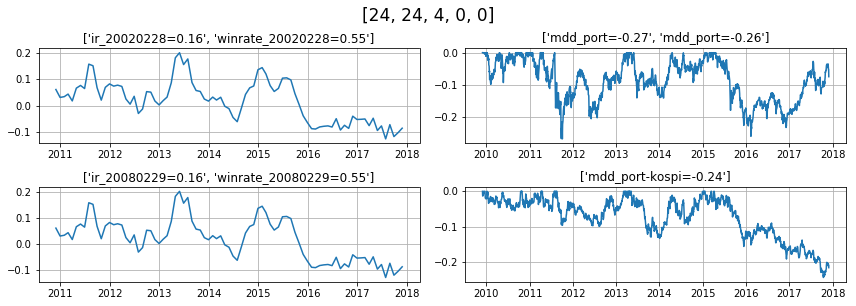 [24, 24, 4, 0, 0]
['ir_20020228=0.16', 'winrate_20020228=0.55']
0.2
0.1
0.0
−0.1
2011 2012 2013 2014 2015 2016 2017 2018
['mdd_port=-0.27', 'mdd_port=-0.26']
0.0
−0.1
−0.2
2010 2011 2012 2013 2014 2015 2016 2017 2018
['ir_20080229=0.16', 'winrate_20080229=0.55']
0.2
0.1
0.0
−0.1
2011 2012 2013 2014 2015 2016 2017 2018
['mdd_port-kospi=-0.24']
0.0
−0.1
−0.2
2010 2011 2012 2013 2014 2015 2016 2017 2018